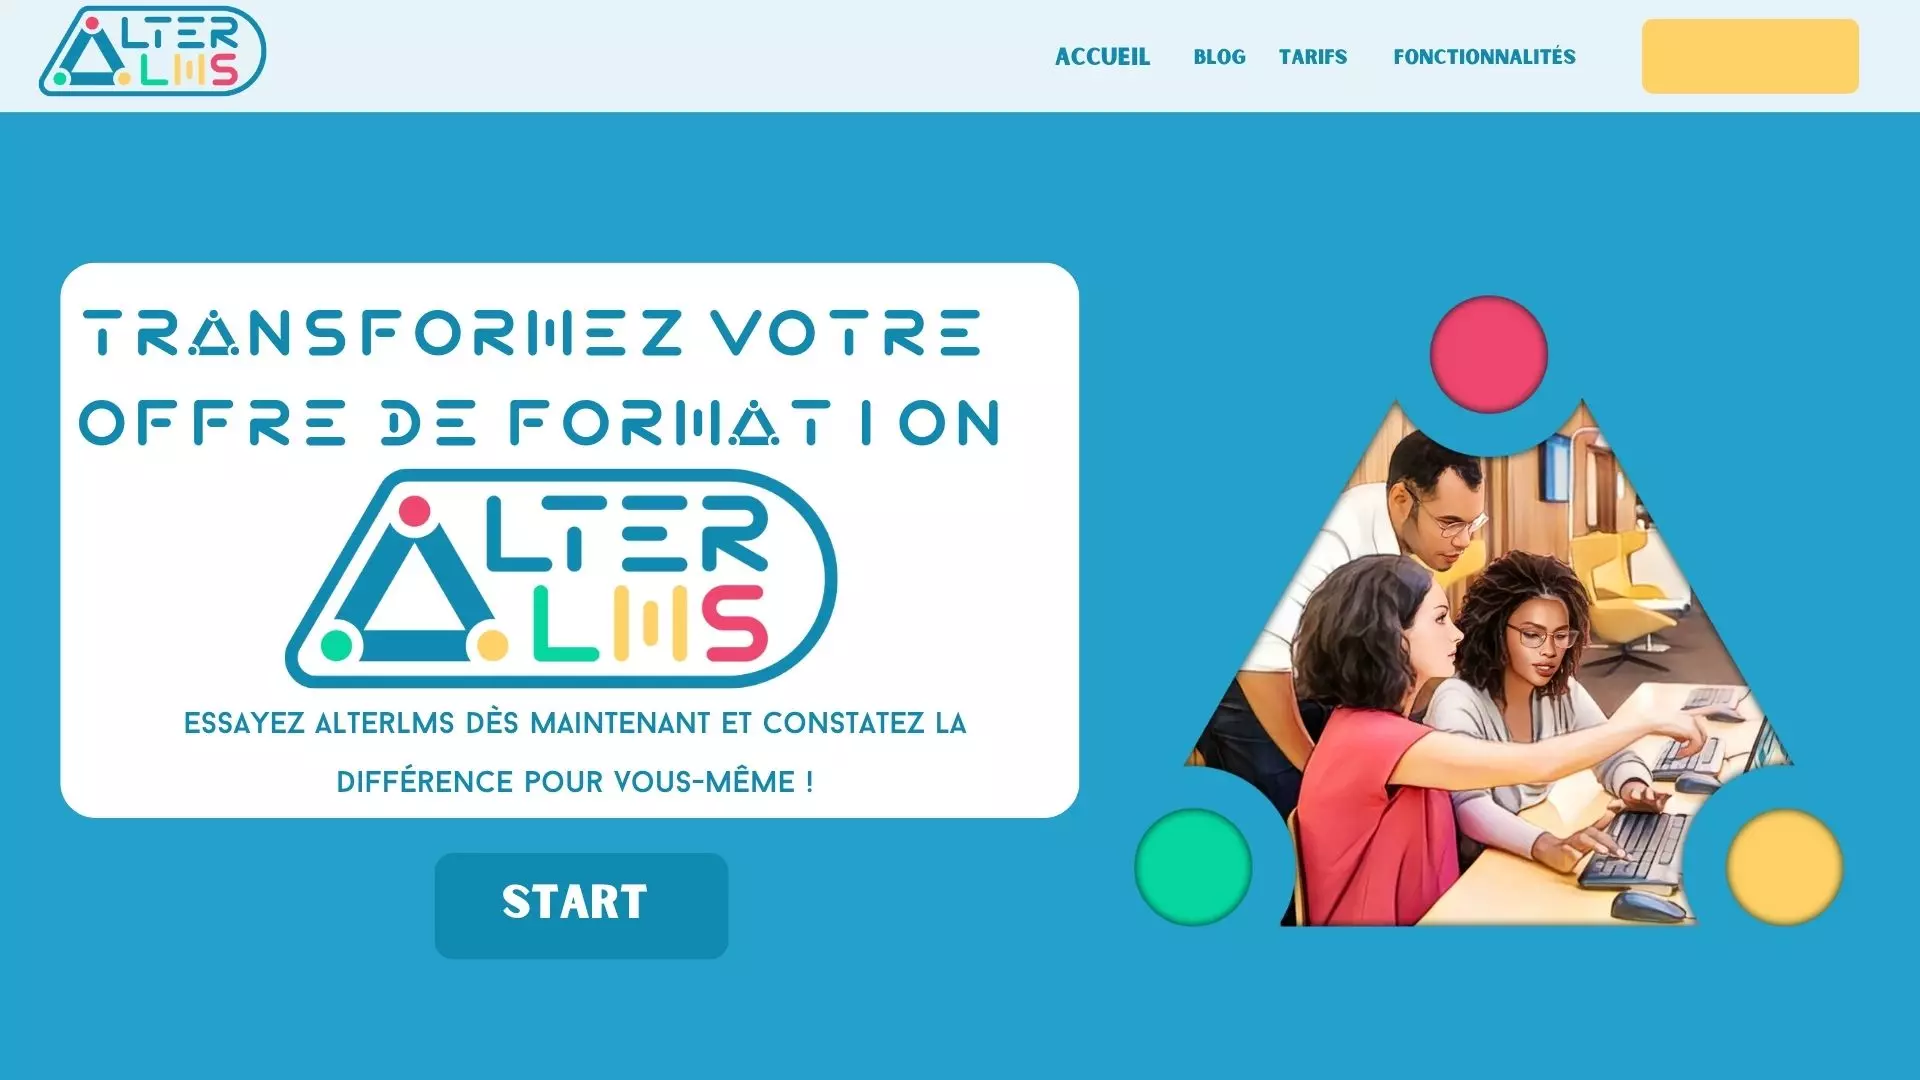 ALTER
LMS
ACCUEIL
BLOG
TARIFS
FONCTIONNALITÉS
TRANSFORMEZ VOTRE
OFFRE DE FORMATION
ALTER
LMS
ESSAYEZ ALTERLMS DÈS MAINTENANT ET CONSTATEZ LA
DIFFÉRENCE POUR VOUS-MÊME !
START